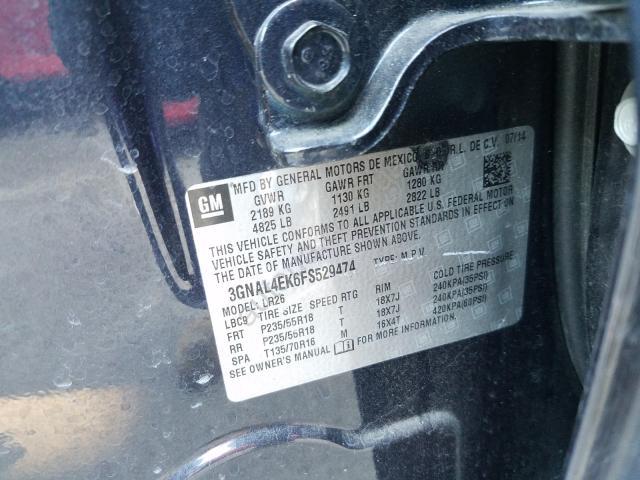 GM
MFD BY GENERAL MOTORS DE MEXICO S. DE R.L. DE C.V. 07/14
GVWR GAWR FRT GAWR RR
2189 KG 1130 KG 1280 KG
4825 LB 2491 LB 2822 LB
THIS VEHICLE CONFORMS TO ALL APPLICABLE U.S. FEDERAL MOTOR
VEHICLE SAFETY AND THEFT PREVENTION STANDARDS IN EFFECT ON
THE DATE OF MANUFACTURE SHOWN ABOVE.
3GNAL4EK6FS529474 TYPE: M.P.V.
LBC9 LR26
TIRE SIZE SPEED RTG RIM COLD TIRE PRESSURE
FRT P235/55R18 T 18X7J 240KPA(35PSI)
RR P235/55R18 T 18X7J 240KPA(35PSI)
SPA T135/70R16 M 16X4T 420KPA(60PSI)
SEE OWNER'S MANUAL FOR MORE INFORMATION.